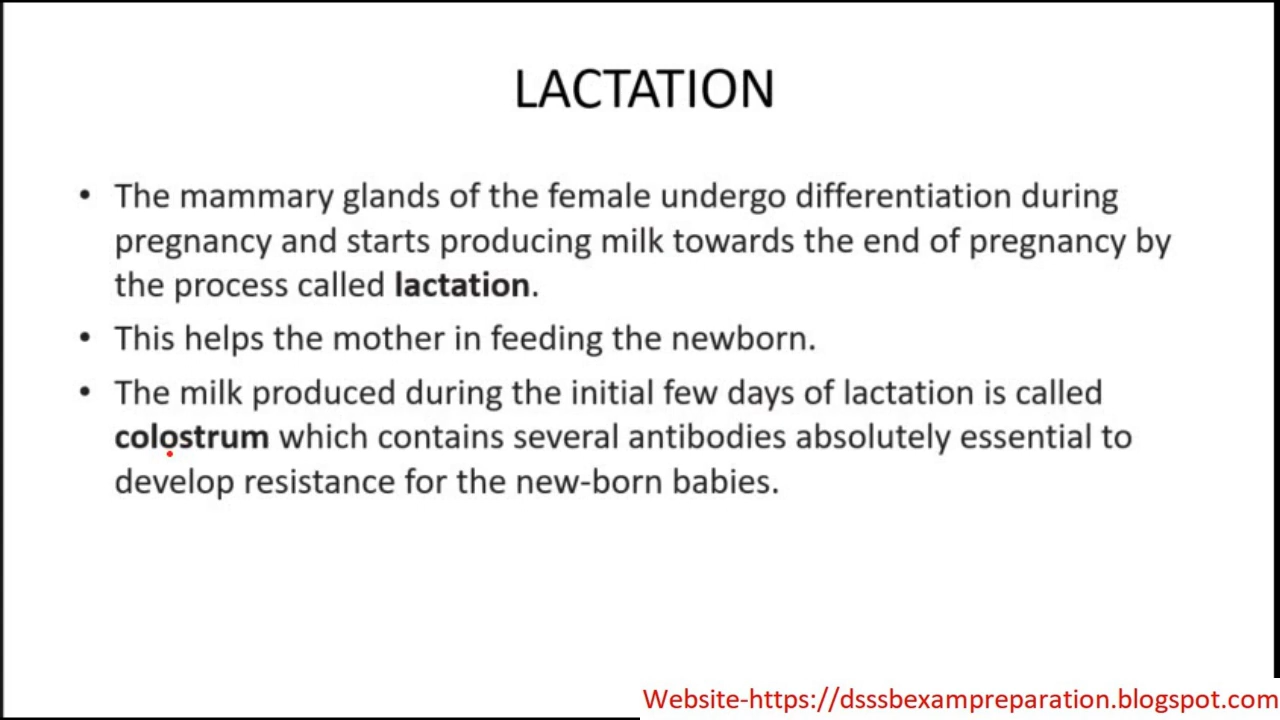 LACTATION
• The mammary glands of the female undergo differentiation during
pregnancy and starts producing milk towards the end of pregnancy by
the process called lactation.
• This helps the mother in feeding the newborn.
• The milk produced during the initial few days of lactation is called
colostrum which contains several antibodies absolutely essential to
develop resistance for the new-born babies.
Website-https://dsssbexampreparation.blogspot.com